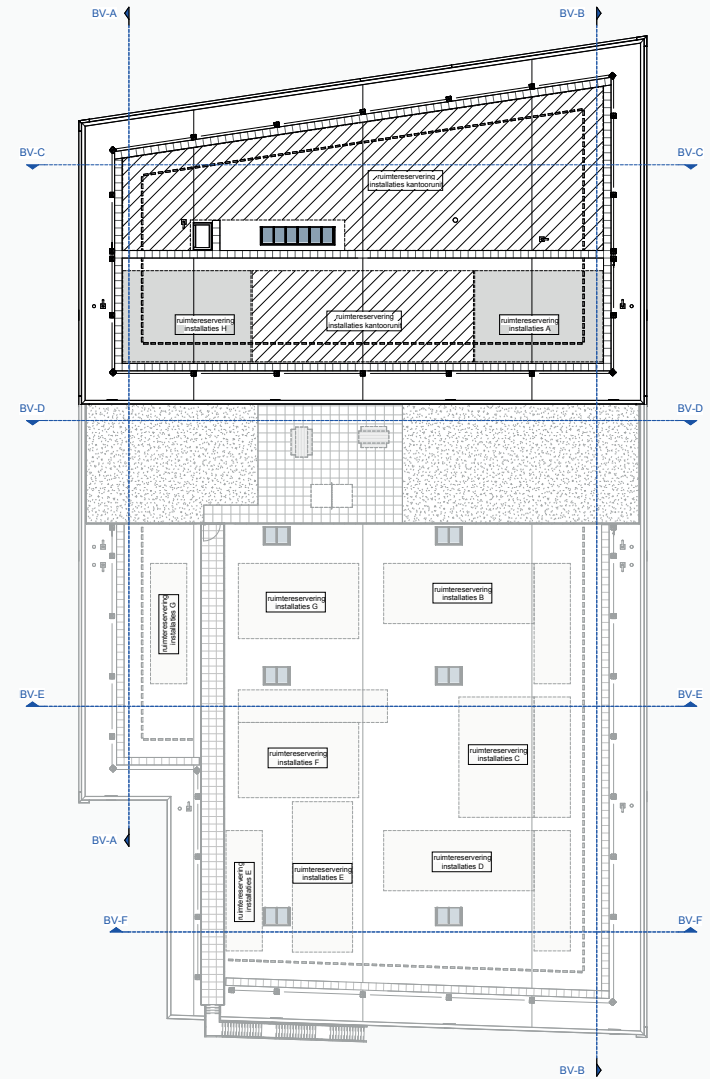 BV-A
BV-B
BV-C
BV-C
ruimtereservering
installaties kantoorunit
ruimtereservering
installaties H
ruimtereservering
installaties kantoorunit
ruimtereservering
installaties A
BV-D
BV-D
ruimtereservering
installaties G
ruimtereservering
installaties G
ruimtereservering
installaties B
BV-E
BV-E
ruimtereservering
installaties F
ruimtereservering
installaties C
BV-A
ruimtereservering
installaties E
ruimtereservering
installaties E
ruimtereservering
installaties D
BV-F
BV-F
BV-B